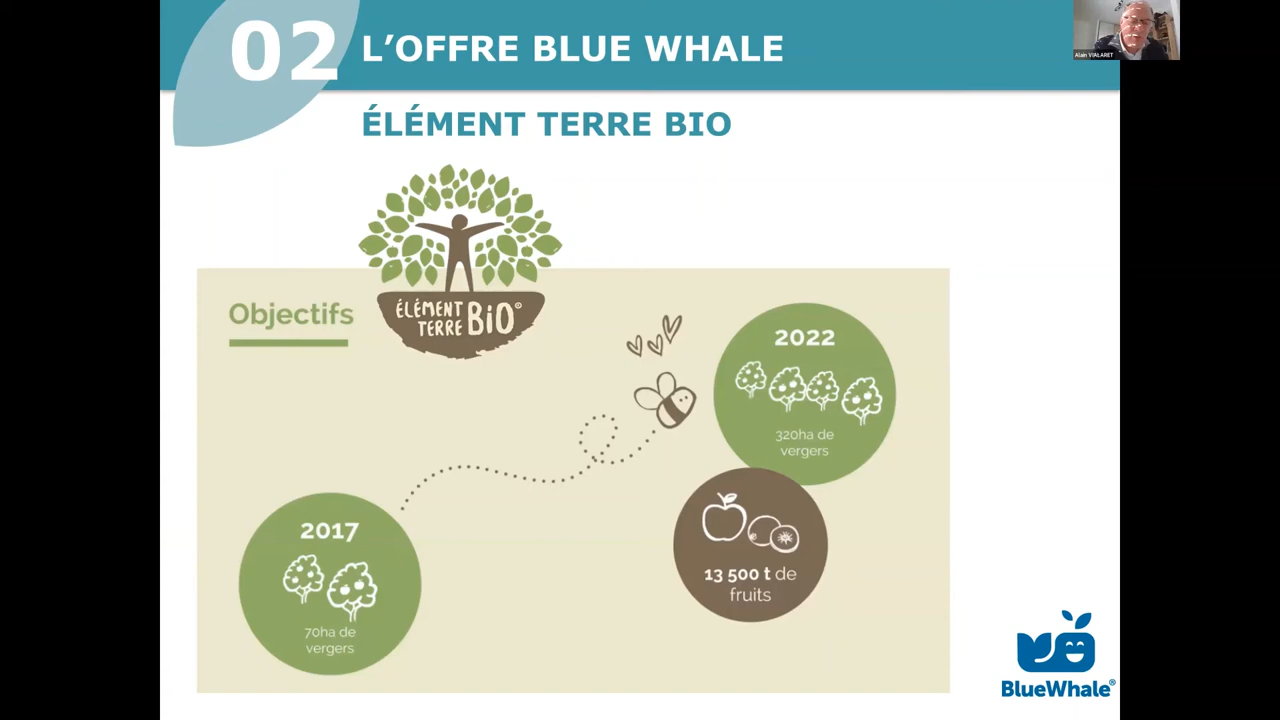 02
L'OFFRE BLUE WHALE
Alain VIALARET
ÉLÉMENT TERRE BIO
Objectifs
ÉLÉMENT
TERRE BiO®
2022
320ha de
vergers
2017
70ha de
vergers
13 500 t de
fruits
BlueWhale®